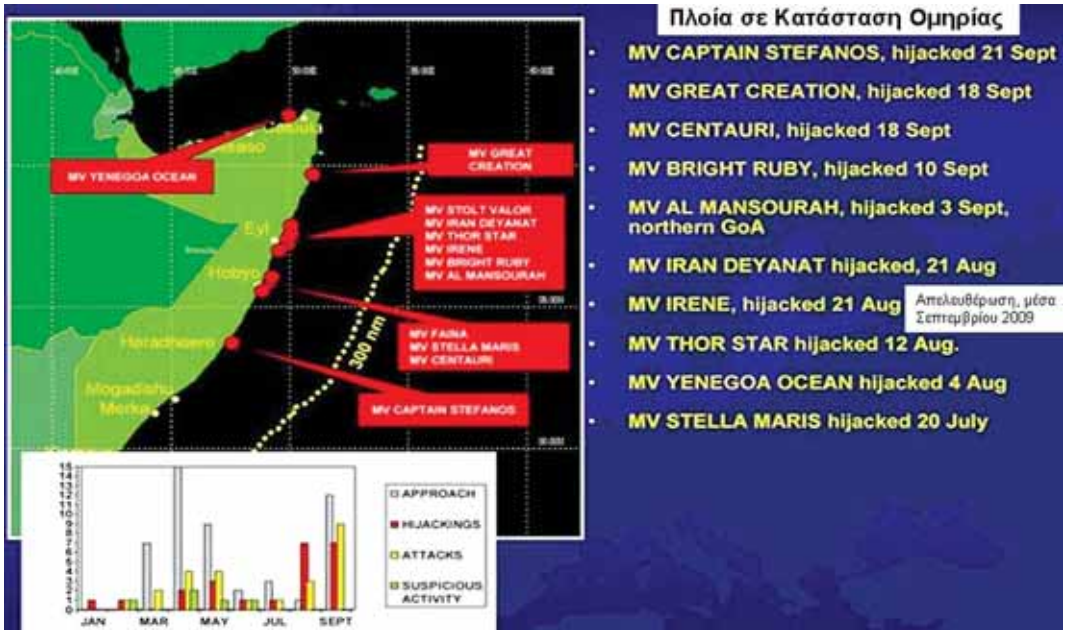 Πλοία σε Κατάσταση Ομηρίας
• MV CAPTAIN STEFANOS, hijacked 21 Sept
• MV GREAT CREATION, hijacked 18 Sept
• MV CENTAURI, hijacked 18 Sept
• MV BRIGHT RUBY, hijacked 10 Sept
• MV AL MANSOURAH, hijacked 3 Sept,
northern GoA
• MV IRAN DEYANAT hijacked, 21 Aug
• MV IRENE, hijacked 21 Aug
Απελευθέρωση, μέσα
Σεπτεμβρίου 2009
• MV THOR STAR hijacked 12 Aug.
• MV YENEGOA OCEAN hijacked 4 Aug
• MV STELLA MARIS hijacked 20 July
MV YENEGOA OCEAN
MV GREAT
CREATION
Eyl
MV STOLT VALOR
MV IRAN DEYANAT
MV THOR STAR
MV IRENE
MV BRIGHT RUBY
MV AL MANSOURAH
Hobyo
MV FAINA
MV STELLA MARIS
MV CENTAURI
300 nm
MV CAPTAIN STEFANOS
Mogadishu
Merka
15
APPROACH
HIJACKINGS
ATTACKS
SUSPICIOUS
ACTIVITY
JAN MAR MAY JUL SEPT